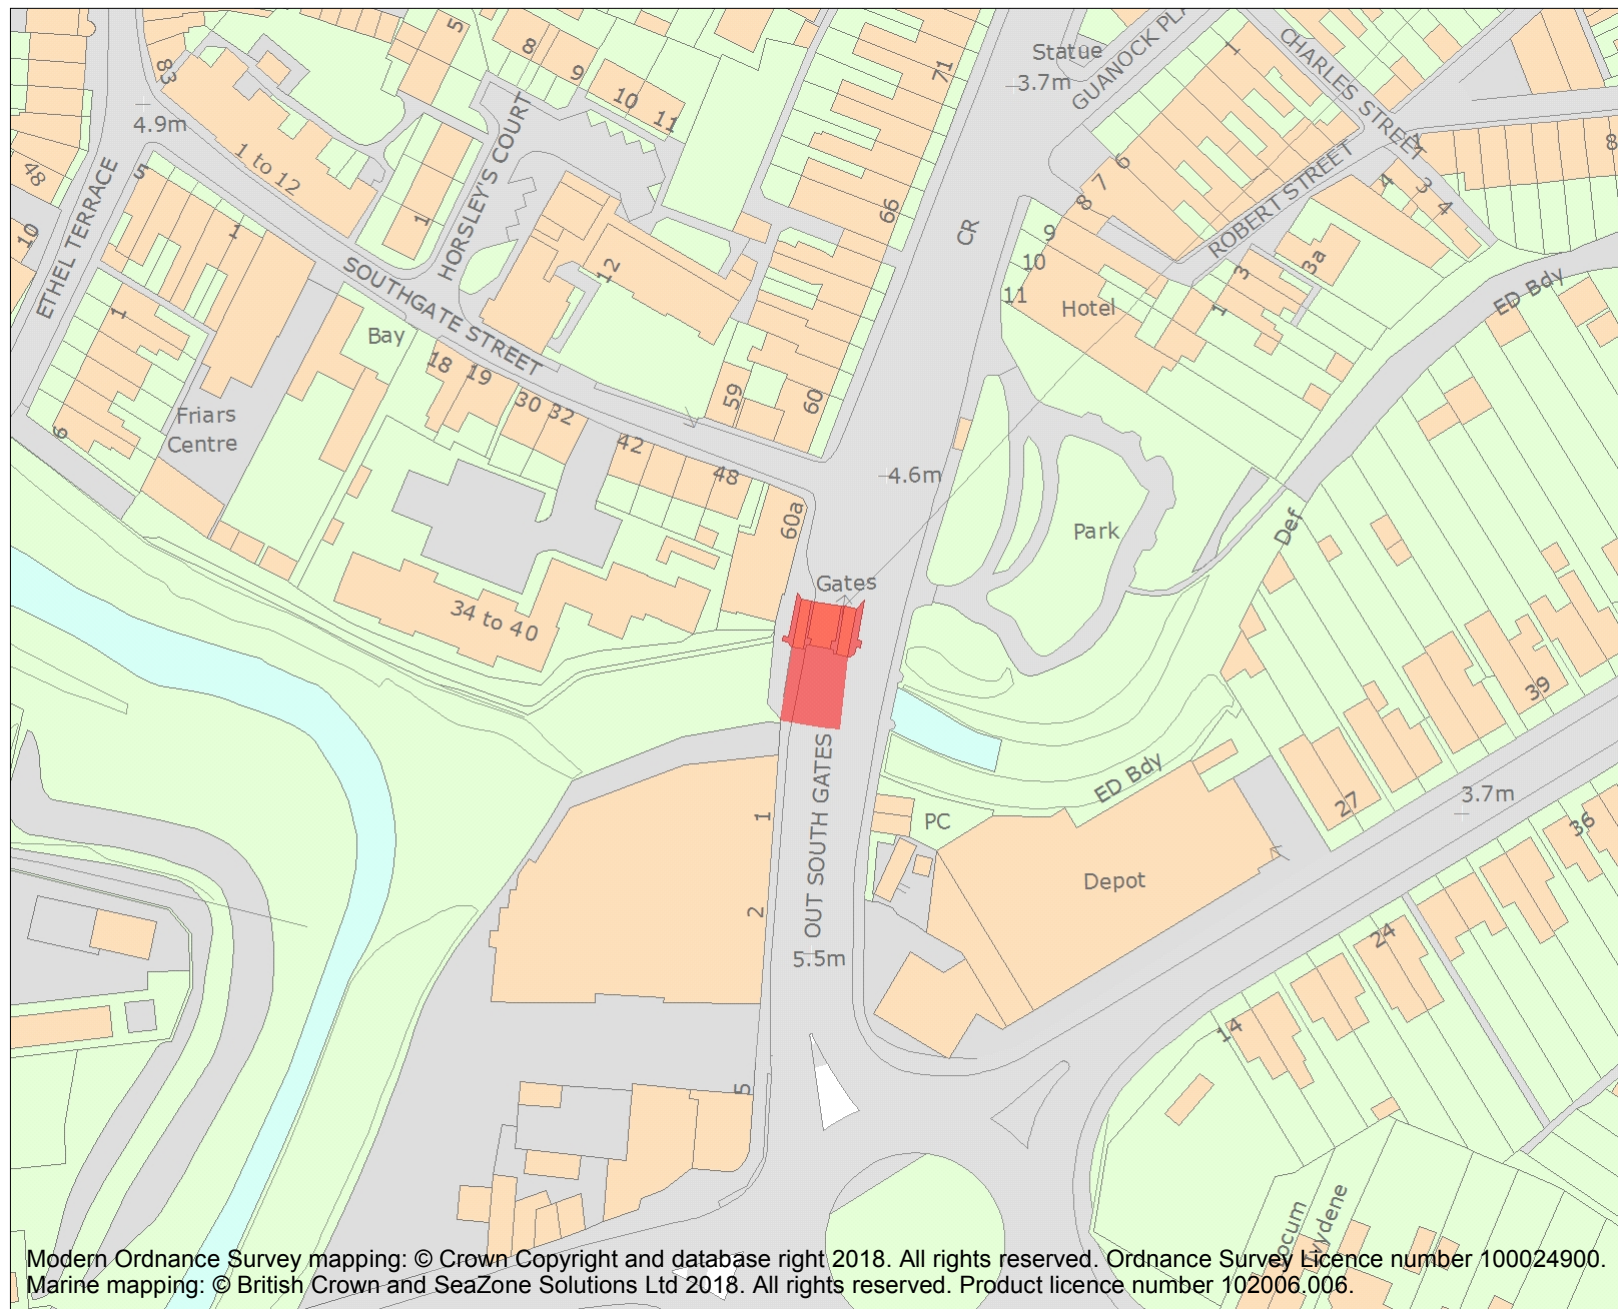 5
8
9
10
11
83
4.9m
1 to 12
48
10
ETHEL TERRACE
5
1
1
HORSLEY'S COURT
12
SOUTHGATE STREET
71
66
CR
Statue
3.7m
GUANOCK PLA
1
CHARLES STREET
6
7
8
9
10
11
Hotel
ROBERT STREET
4
3
4
8
3a
3
1
ED Bdy
1
6
Bay
Friars
Centre
18
19
30
32
42
48
59
60
60a
4.6m
Park
Def
Gates
34 to 40
39
27
3.7m
36
ED Bdy
OUT SOUTH GATES
1
2
5.5m
PC
Depot
24
14
5
ocum
Ivydene
Modern Ordnance Survey mapping: © Crown Copyright and database right 2018. All rights reserved. Ordnance Survey Licence number 100024900.
Marine mapping: © British Crown and SeaZone Solutions Ltd 2018. All rights reserved. Product licence number 102006.006.